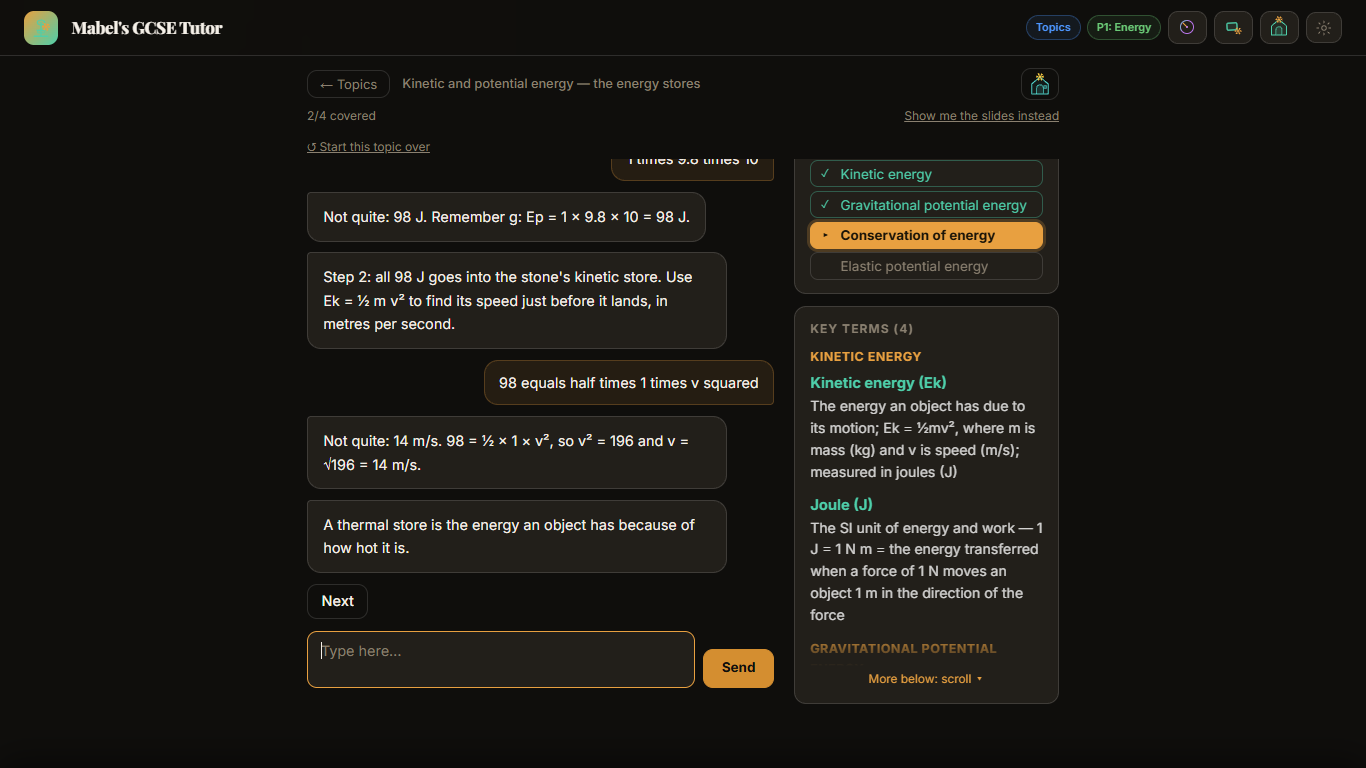 Mabel's GCSE Tutor
Topics
P1: Energy
← Topics
Kinetic and potential energy — the energy stores
2/4 covered
Show me the slides instead
↺ Start this topic over
1 times 9.8 times 10
Not quite: 98 J. Remember g: Ep = 1 × 9.8 × 10 = 98 J.
Step 2: all 98 J goes into the stone's kinetic store. Use
Ek = ½ m v² to find its speed just before it lands, in
metres per second.
98 equals half times 1 times v squared
Not quite: 14 m/s. 98 = ½ × 1 × v², so v² = 196 and v =
√196 = 14 m/s.
A thermal store is the energy an object has because of
how hot it is.
Next
Type here...
Send
✓ Kinetic energy
✓ Gravitational potential energy
▸ Conservation of energy
Elastic potential energy
KEY TERMS (4)
KINETIC ENERGY
Kinetic energy (Ek)
The energy an object has due to
its motion; Ek = ½mv², where m is
mass (kg) and v is speed (m/s);
measured in joules (J)
Joule (J)
The SI unit of energy and work — 1
J = 1 N m = the energy transferred
when a force of 1 N moves an
object 1 m in the direction of the
force
GRAVITATIONAL POTENTIAL
More below: scroll ▾